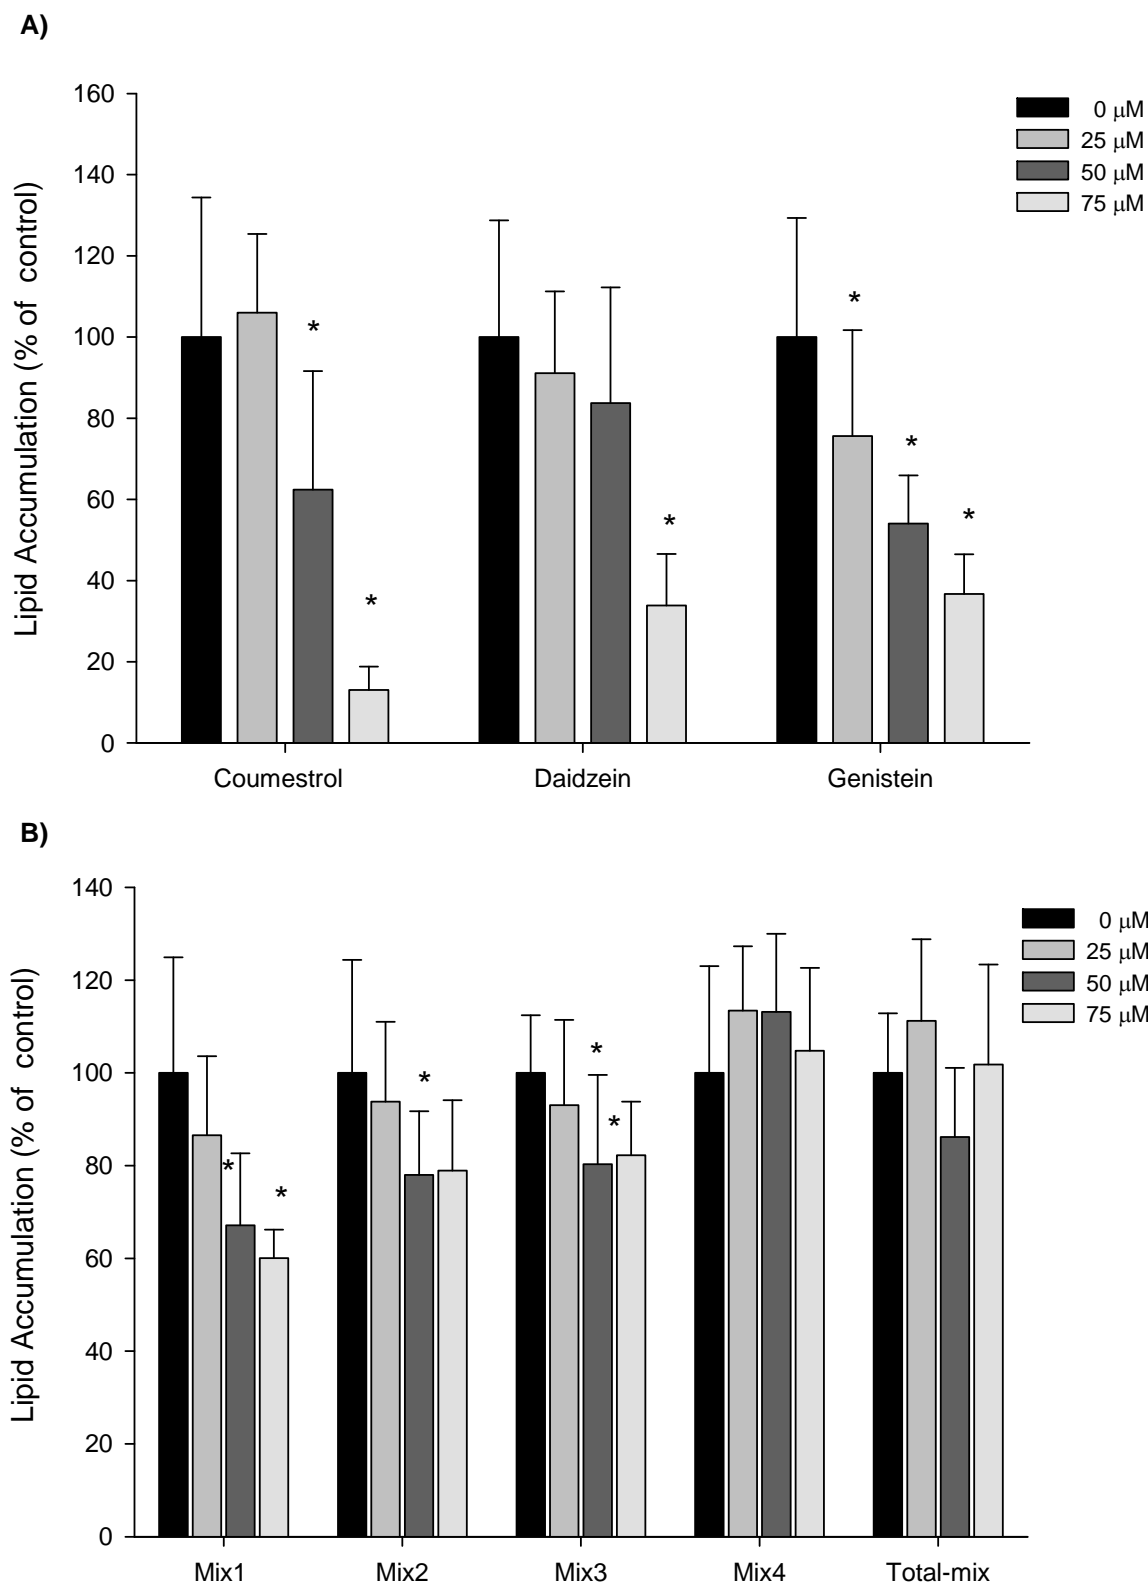 A)
160
140
120
100
80
60
40
20
0
Lipid Accumulation (% of control)
0 μM
25 μM
50 μM
75 μM
*
*
*
*
*
*
Coumestrol Daidzein Genistein
B)
140
120
100
80
60
40
20
0
Lipid Accumulation (% of control)
0 μM
25 μM
50 μM
75 μM
*
*
*
*
*
Mix1 Mix2 Mix3 Mix4 Total-mix